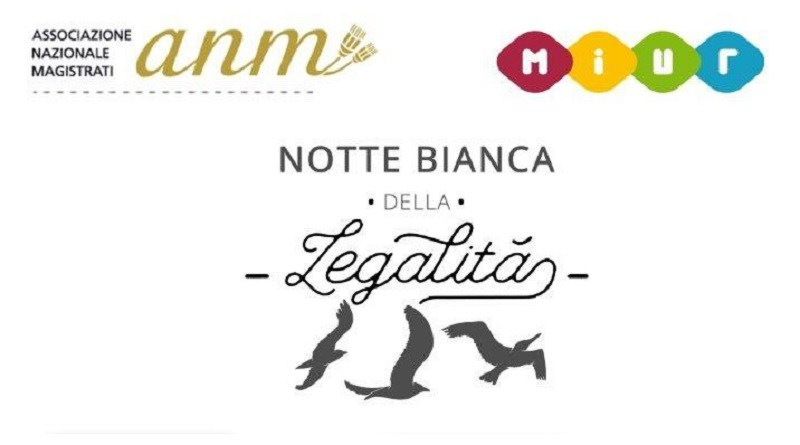 ASSOCIAZIONE
NAZIONALE
MAGISTRATI
anm
miur
NOTTE BIANCA
• DELLA •
– Legalità –